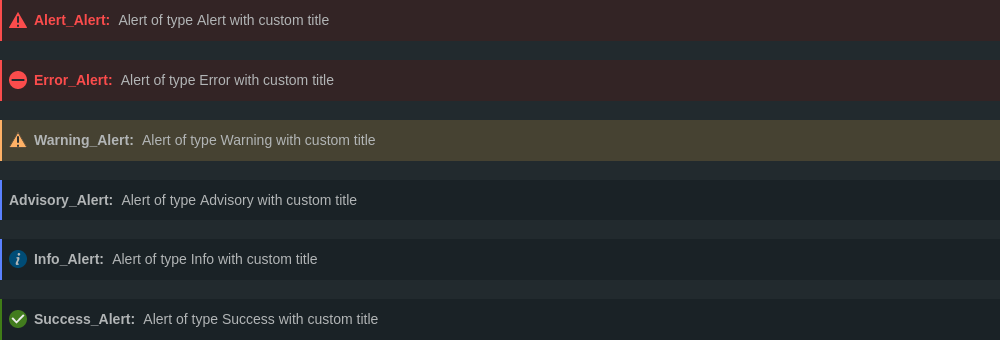 Alert_Alert: Alert of type Alert with custom title
Error_Alert: Alert of type Error with custom title
Warning_Alert: Alert of type Warning with custom title
Advisory_Alert: Alert of type Advisory with custom title
Info_Alert: Alert of type Info with custom title
Success_Alert: Alert of type Success with custom title